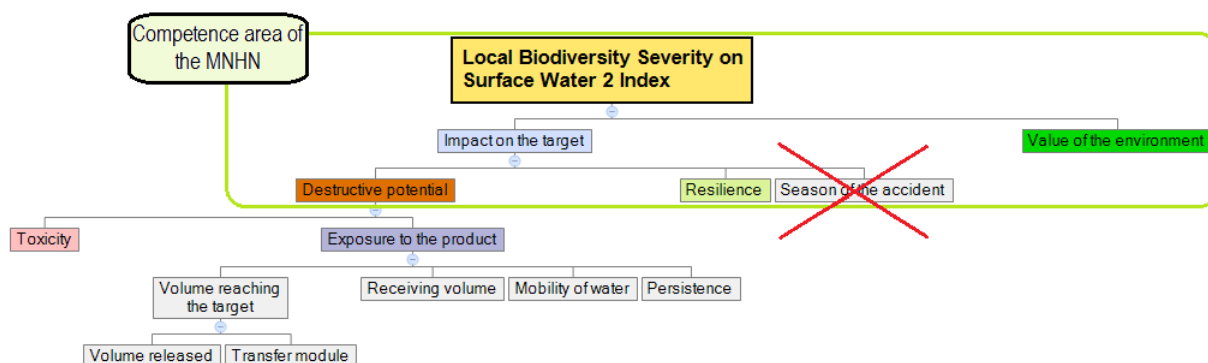 Competence area of
the MNHN
Local Biodiversity Severity on
Surface Water 2 Index
Impact on the target
Value of the environment
Destructive potential
Resilience
Season of the accident
Toxicity
Exposure to the product
Volume reaching
the target
Receiving volume
Mobility of water
Persistence
Volume released
Transfer module